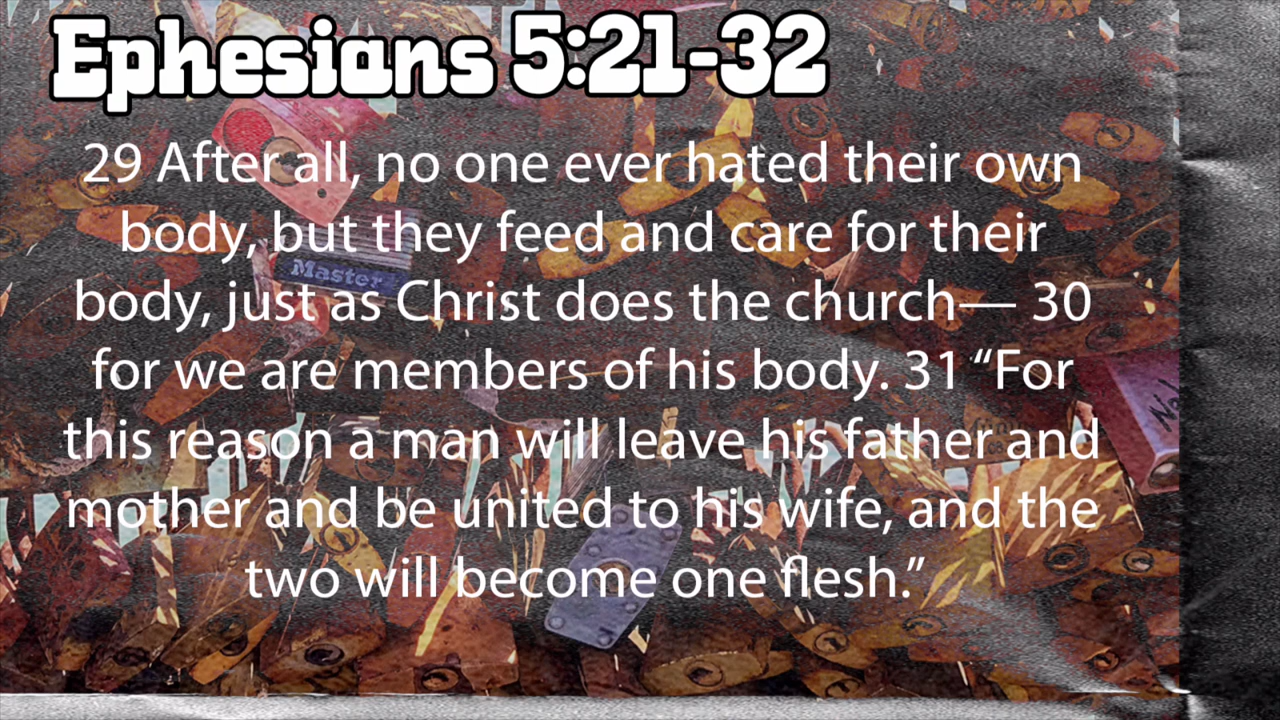 Ephesians 5:21-32
29 After all, no one ever hated their own
body, but they feed and care for their
body, just as Christ does the church— 30
for we are members of his body. 31 “For
this reason a man will leave his father and
mother and be united to his wife, and the
two will become one flesh.”
Master